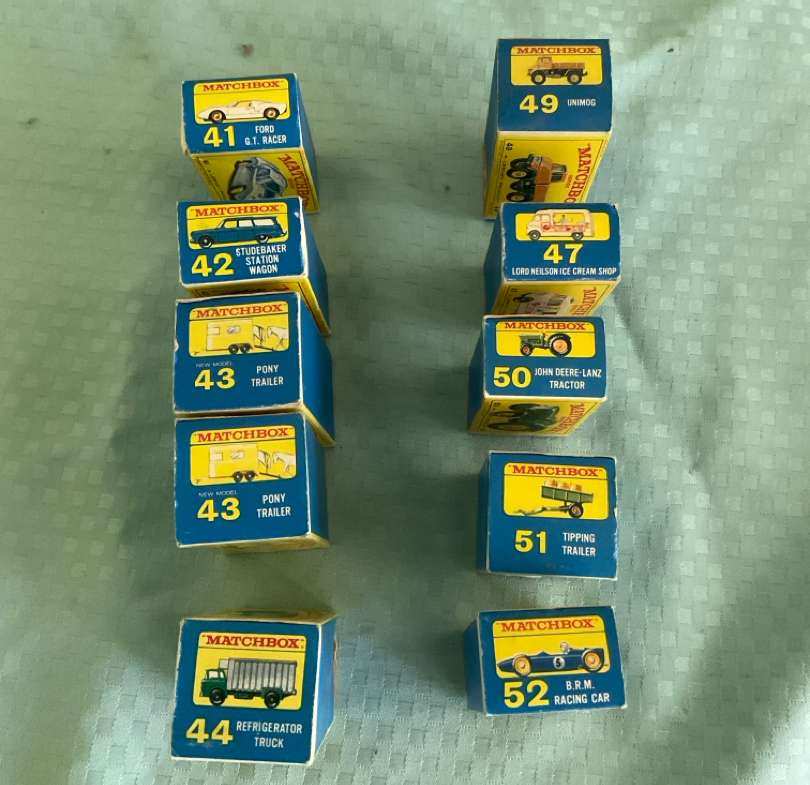 "MATCHBOX"
41 FORD
G.T. RACER
"MATCHBOX"
"MATCHBOX"
42 STUDEBAKER
STATION
WAGON
"MATCHBOX"
NEW MODEL
43 PONY
TRAILER
"MATCHBOX"
NEW MODEL
43 PONY
TRAILER
"MATCHBOX"
44 REFRIGERATOR
TRUCK
"MATCHBOX"
49 UNIMOG
49
"MATCHBOX"
47
LORD NEILSON ICE CREAM SHOP
"MATCHBOX"
50 JOHN DEERE-LANZ
TRACTOR
"MATCHBOX"
51 TIPPING
TRAILER
"MATCHBOX"
5
52 B.R.M.
RACING CAR